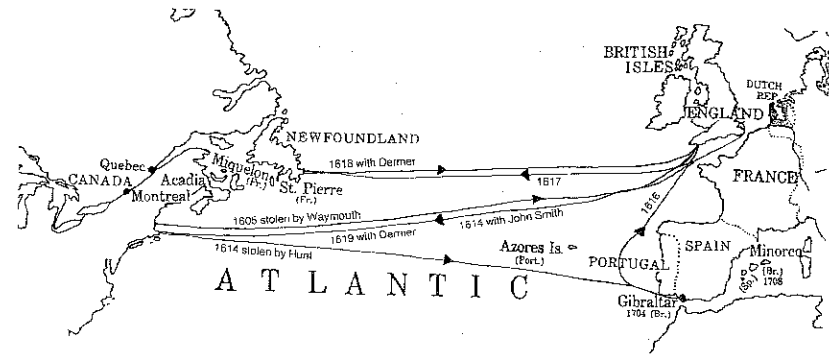 BRITISH
ISLES
DUTCH
REP.
ENGLAND
NEWFOUNDLAND
Quebec
Miquelon
(Fr.)
CANADA
Acadia
St. Pierre
(Fr.)
Montreal
1618 with Dermer
1617
FRANCE
1605 stolen by Waymouth
1614 with John Smith
1619 with Dermer
1616
1614 stolen by Hunt
Azores Is.
(Port.)
SPAIN
Minorca
(Br.)
1708
(Sp.)
PORTUGAL
ATLANTIC
Gibraltar
1704 (Br.)